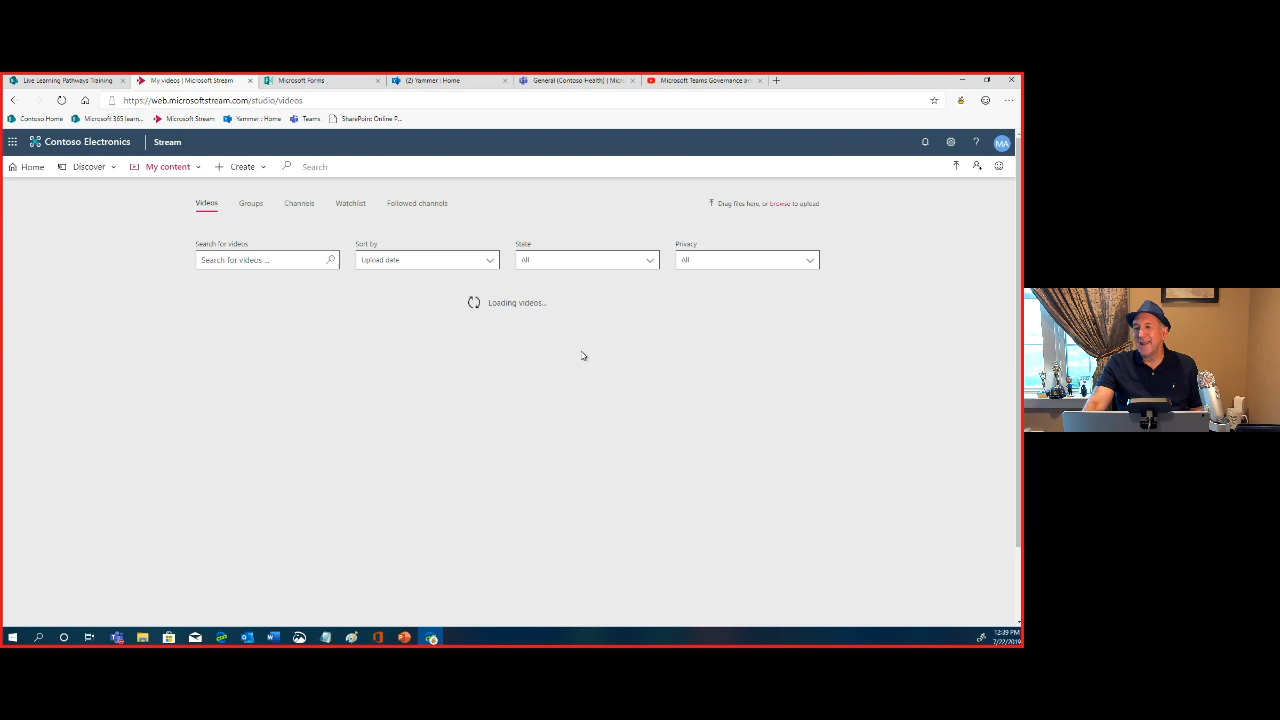 Live Learning Pathways Training
My videos | Microsoft Stream
Microsoft Forms
(2) Yammer : Home
General (Contoso Health) | Micr
Microsoft Teams Governance an
https://web.microsoftstream.com/studio/videos
Contoso Home
Microsoft 365 learn...
Microsoft Stream
Yammer : Home
Teams
SharePoint Online P...
Contoso Electronics
Stream
MA
Home
Discover
My content
Create
Search
Videos
Groups
Channels
Watchlist
Followed channels
Drag files here, or browse to upload
Search for videos
Sort by
State
Privacy
Search for videos ...
Upload date
All
All
Loading videos...
12:39 PM
7/22/2019